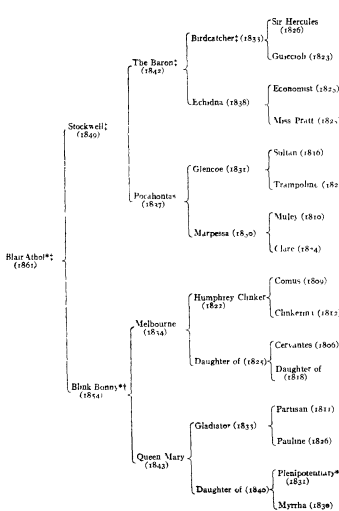 Sir Hercules
(1826)
Birdcatcher‡ (1833)
Guiccioli (1823)
The Baron‡
(1842)
Economist (1825)
Echidna (1838)
Miss Pratt
Stockwell‡
(1849)
Sultan (1816)
Glencoe (1831)
Trampoline
Pocahontas
(1837)
Muley (1810)
Marpessa (1830)
Clare (1824)
Blair Athol*‡
(1861)
Comus (1809)
Humphrey Clinker
(1822)
Clinkerina (1812)
Melbourne
(1834)
Cervantes (1806)
Daughter of (1825)
Daughter of
(1818)
Blink Bonny*†
(1854)
Partisan (1811)
Gladiator (1833)
Pauline (1826)
Queen Mary
(1843)
Plenipotentiary*
(1831)
Daughter of (1840)
Myrrha (1830)